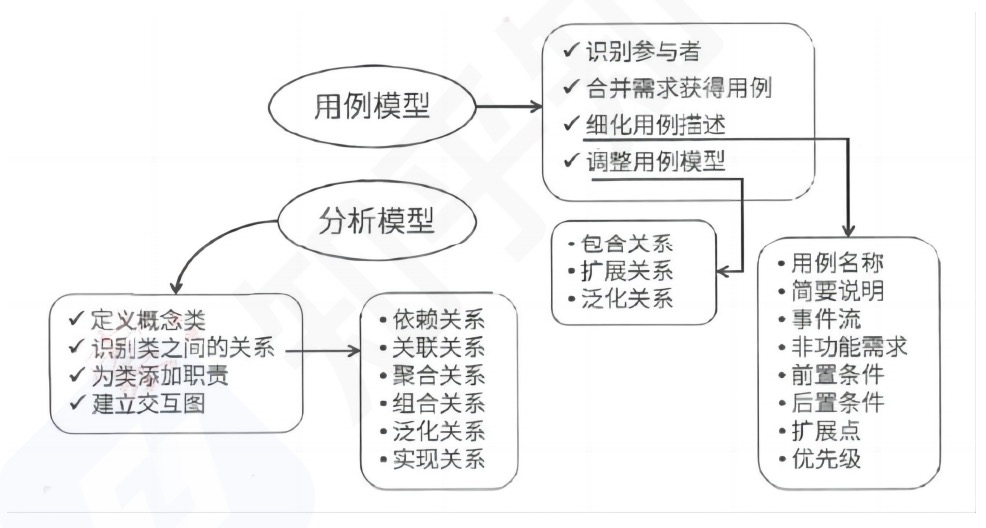 用例模型
✓ 识别参与者
✓ 合并需求获得用例
✓ 细化用例描述
✓ 调整用例模型
分析模型
· 包含关系
• 扩展关系
• 泛化关系
• 用例名称
• 简要说明
• 事件流
• 非功能需求
• 前置条件
• 后置条件
• 扩展点
• 优先级
✓ 定义概念类
✓ 识别类之间的关系
✓ 为类添加职责
✓ 建立交互图
• 依赖关系
• 关联关系
• 聚合关系
• 组合关系
• 泛化关系
• 实现关系